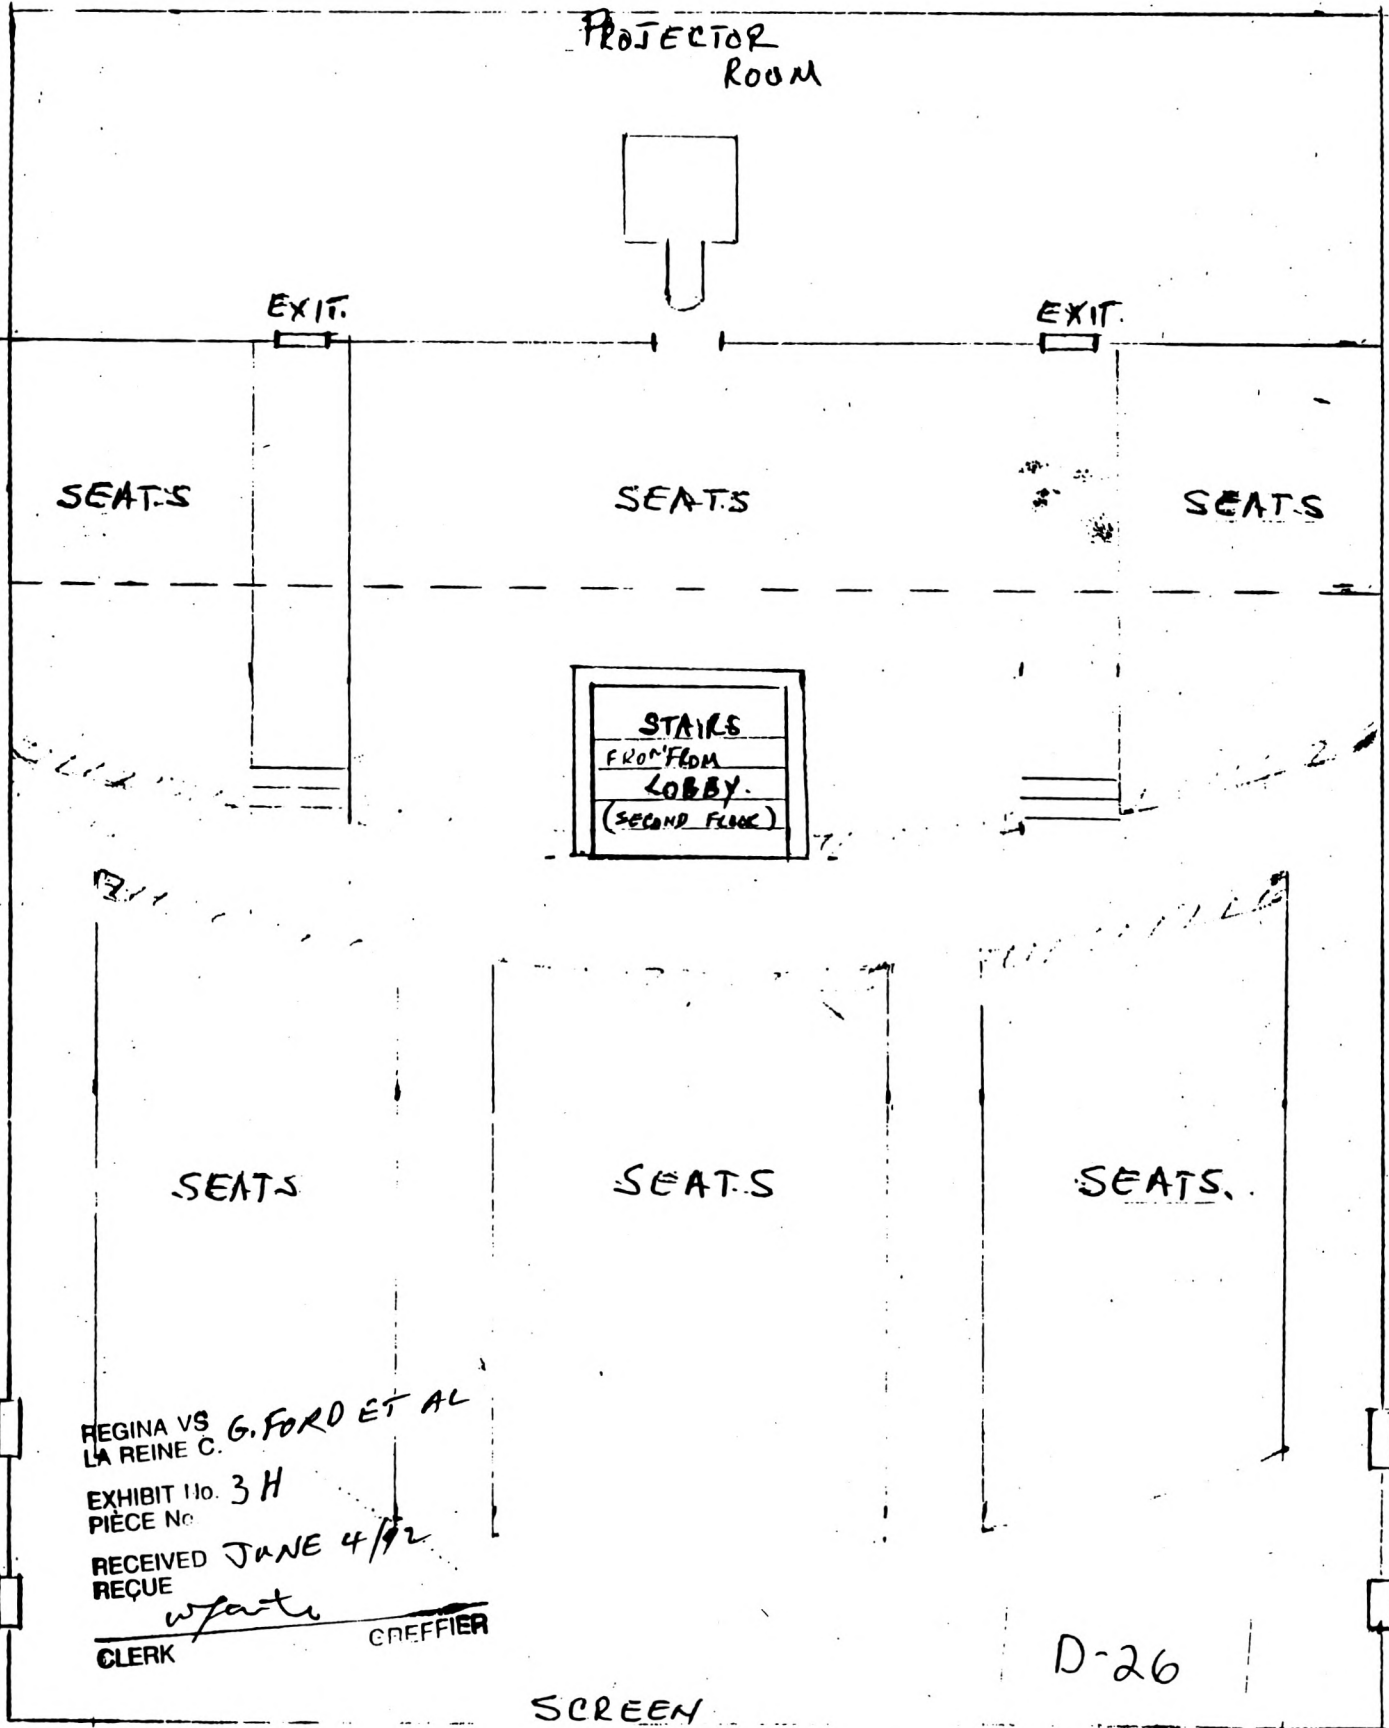 PROJECTOR
ROOM
EXIT.
EXIT.
SEATS
SEATS
SEATS
STAIRS
FROM
LOBBY.
(SECOND FLOOR)
SEATS
SEATS
SEATS.
REGINA VS G. FORD ET AL
LA REINE C.
EXHIBIT No. 3 H
PIÈCE No
RECEIVED JUNE 4/92
REÇUE
CLERK GREFFIER
D-26
SCREEN